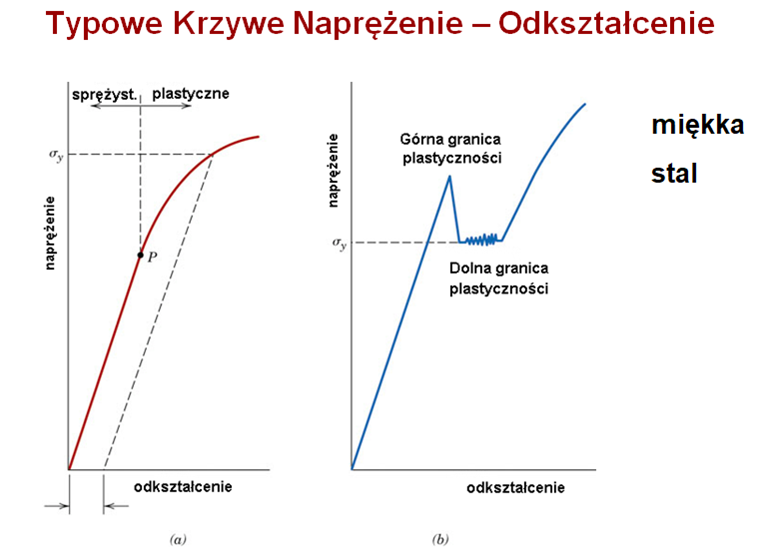 Typowe Krzywe Naprężenie – Odkształcenie
spręźyst. plastyczne
σy
naprężenie
P
odkształcenie
(a)
naprężenie
Górna granica
plastyczności
σy
Dolna granica
plastyczności
odkształcenie
(b)
miękka
stal